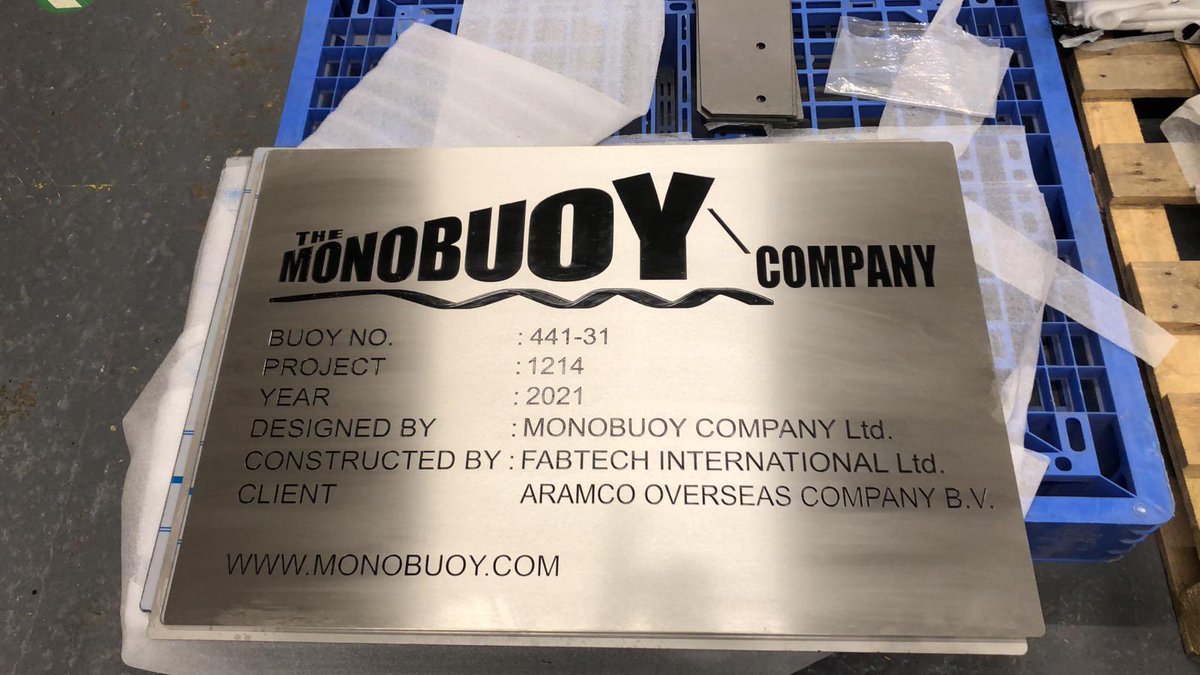 THE
MONOBUOY COMPANY
BUOY NO. : 441-31
PROJECT : 1214
YEAR : 2021
DESIGNED BY : MONOBUOY COMPANY Ltd.
CONSTRUCTED BY : FABTECH INTERNATIONAL Ltd.
CLIENT ARAMCO OVERSEAS COMPANY B.V.
WWW.MONOBUOY.COM